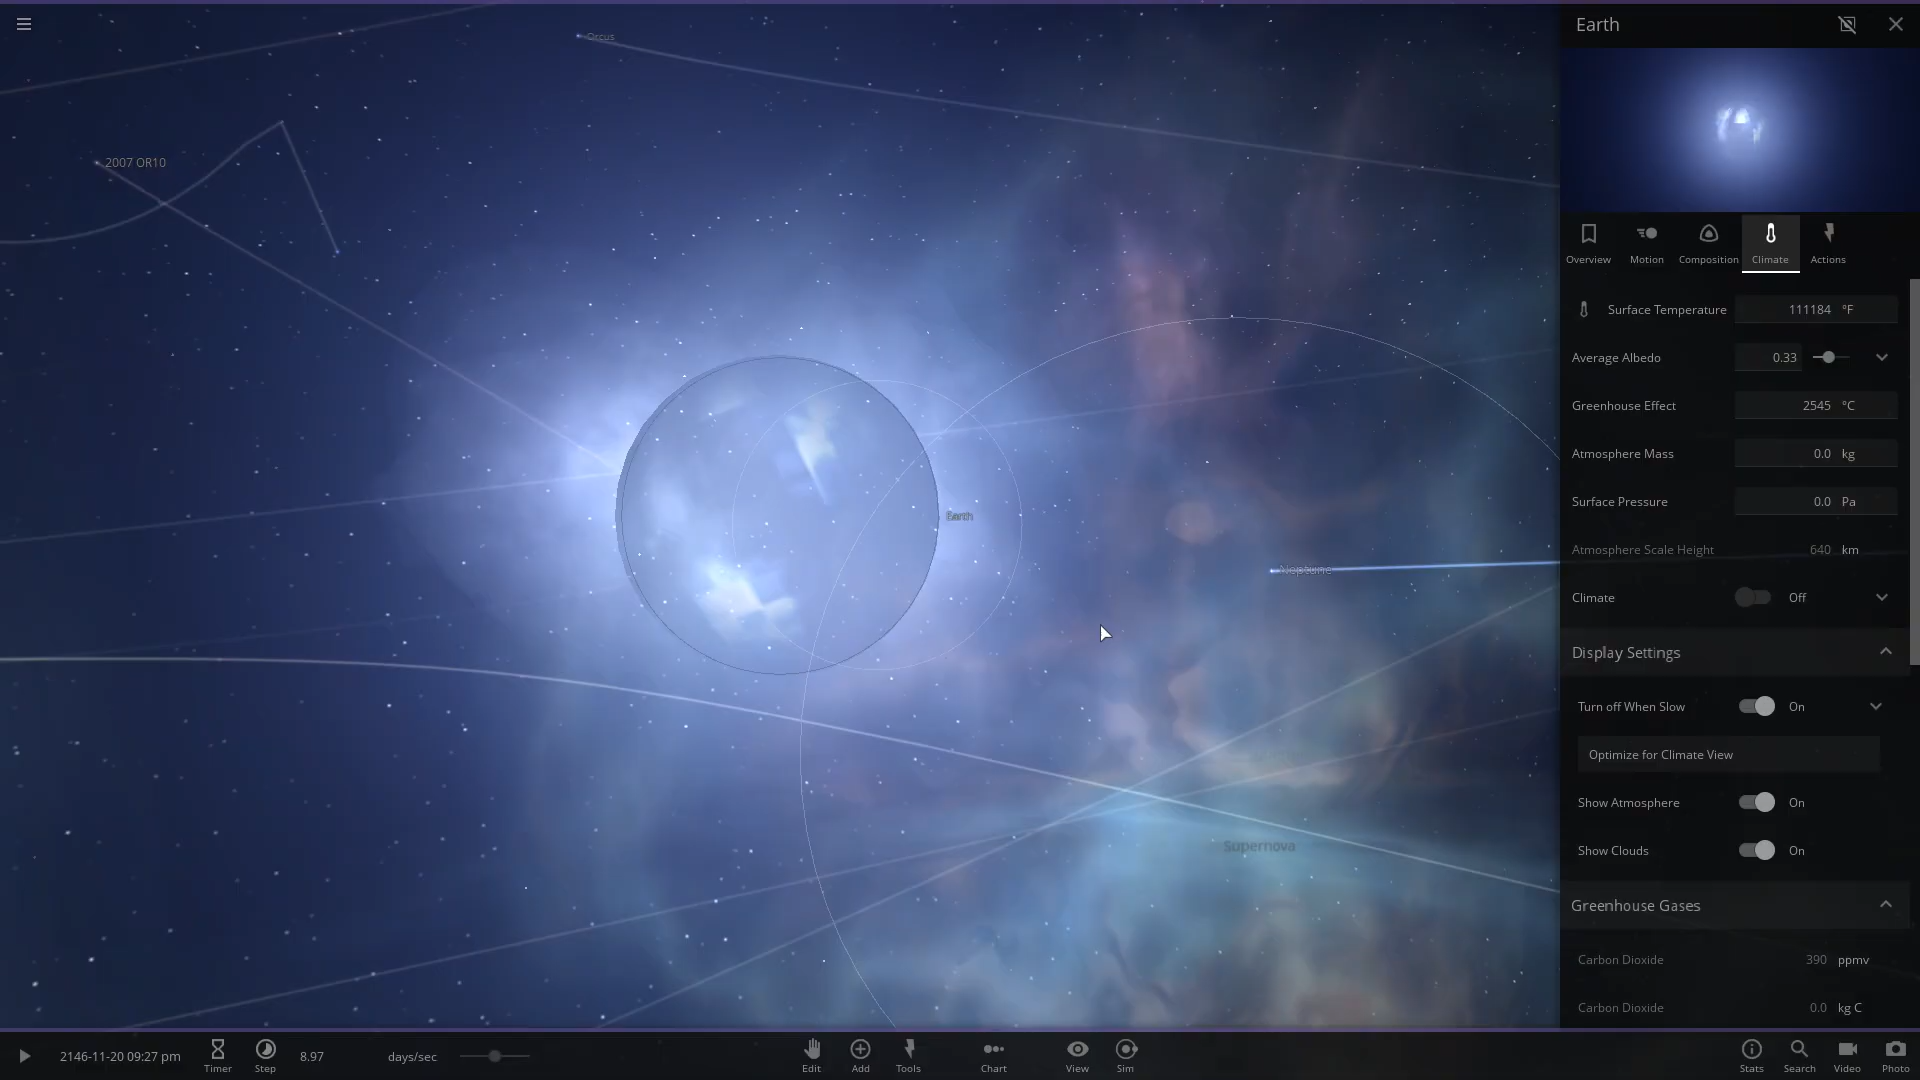 Orcus
2007 OR10
Earth
Neptune
Supernova
Earth
Overview
Motion
Composition
Climate
Actions
Surface Temperature 111184 °F
Average Albedo 0.33
Greenhouse Effect 2545 °C
Atmosphere Mass 0.0 kg
Surface Pressure 0.0 Pa
Atmosphere Scale Height 640 km
Climate Off
Display Settings
Turn off When Slow On
Optimize for Climate View
Show Atmosphere On
Show Clouds On
Greenhouse Gases
Carbon Dioxide 390 ppmv
Carbon Dioxide 0.0 kg C
2146-11-20 09:27 pm
Timer
Step
8.97 days/sec
Edit
Add
Tools
Chart
View
Sim
Stats
Search
Video
Photo